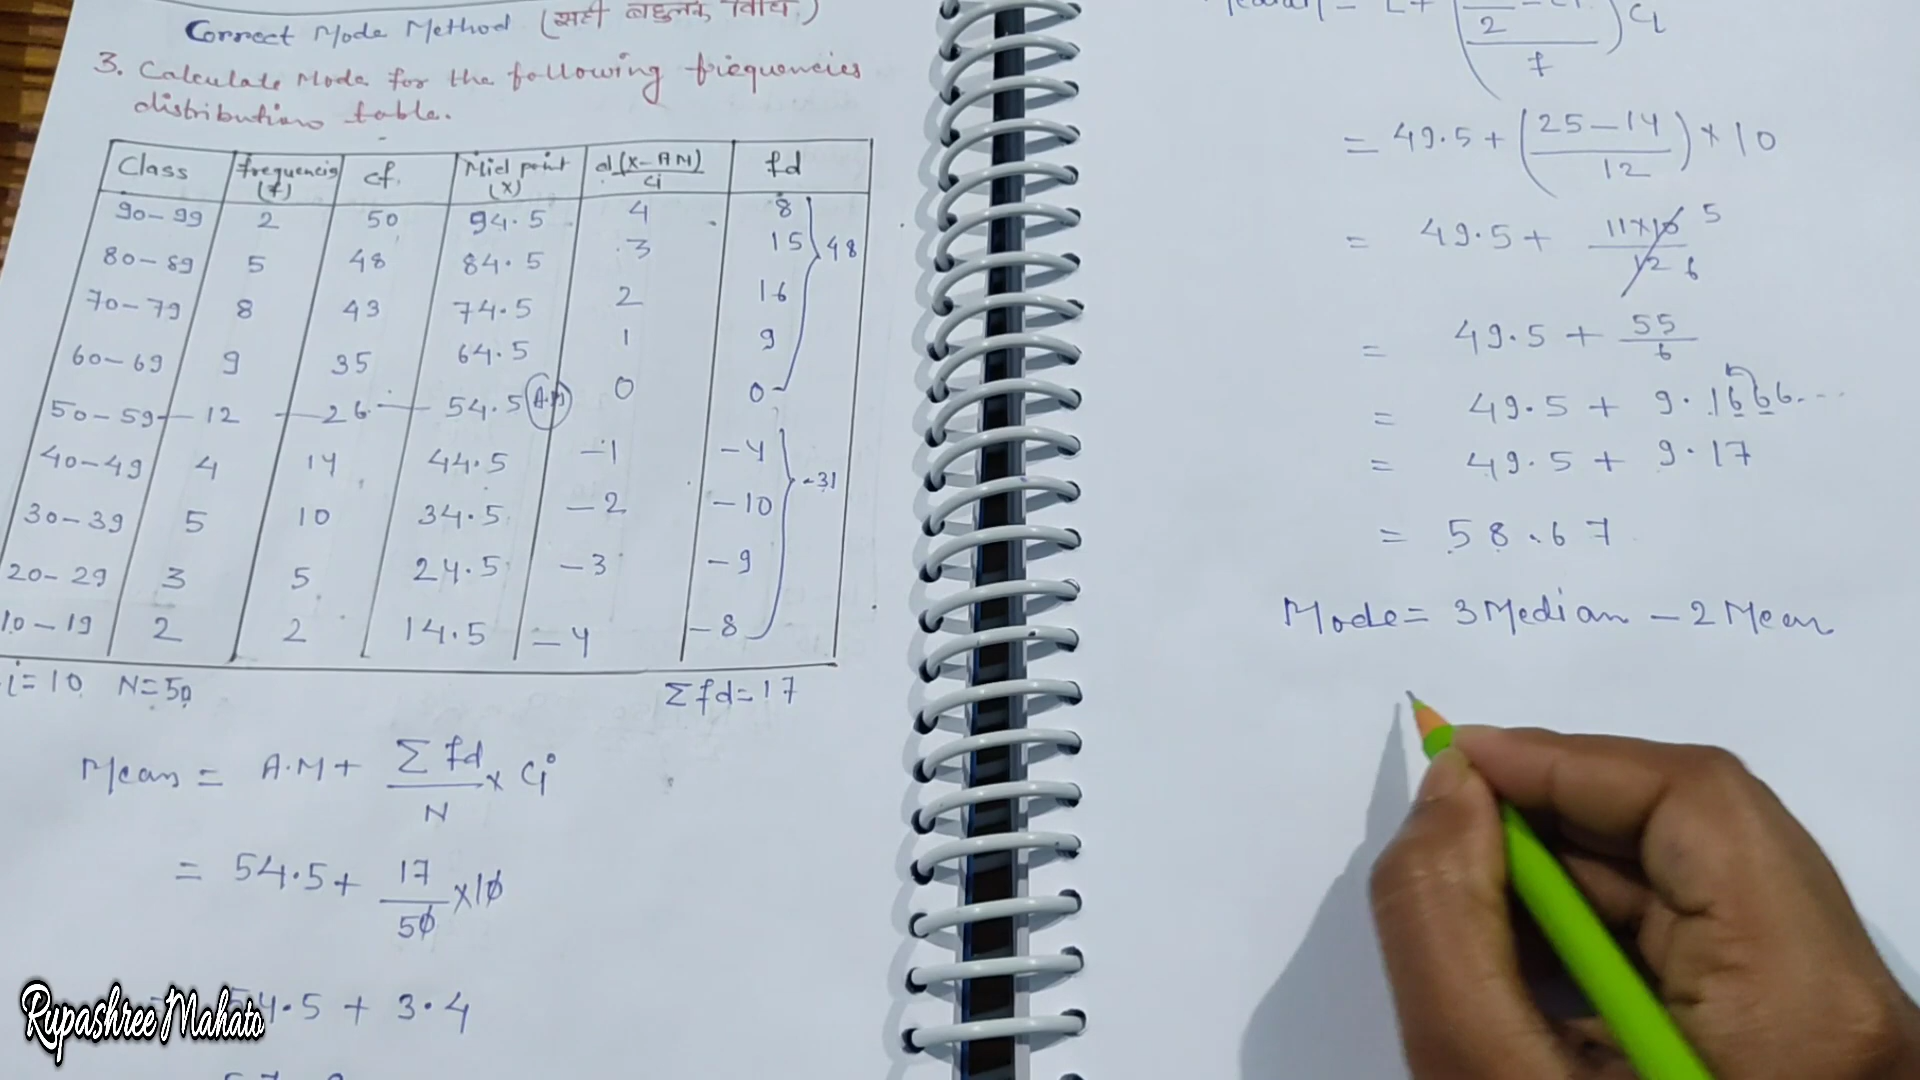 Correct Mode Method (सही बहुलक विधि)
3. Calculate Mode for the following frequencies
distributions table.
Class frequencies (f) cf. Mid point (x) d (x-AM)/ci fd
90-99 2 50 94.5 4 8
80-89 5 48 84.5 3 15
48
70-79 8 43 74.5 2 16
60-69 9 35 64.5 1 9
50-59 12 26 54.5 A.M 0 0
40-49 4 14 44.5 -1 -4
-31
30-39 5 10 34.5 -2 -10
20-29 3 5 24.5 -3 -9
10-19 2 2 14.5 -4 -8
i=10 N=50 Σfd=17
Mean = A.M + Σfd/N × Ci
= 54.5 + 17/50 × 10
4.5 + 3.4
= 49.5 + (25-14/12) × 10
= 49.5 + 11×10/12 5 6
= 49.5 + 55/6
= 49.5 + 9.1666...
= 49.5 + 9.17
= 58.67
Mode = 3 Median - 2 Mean
Rupashree Mahato